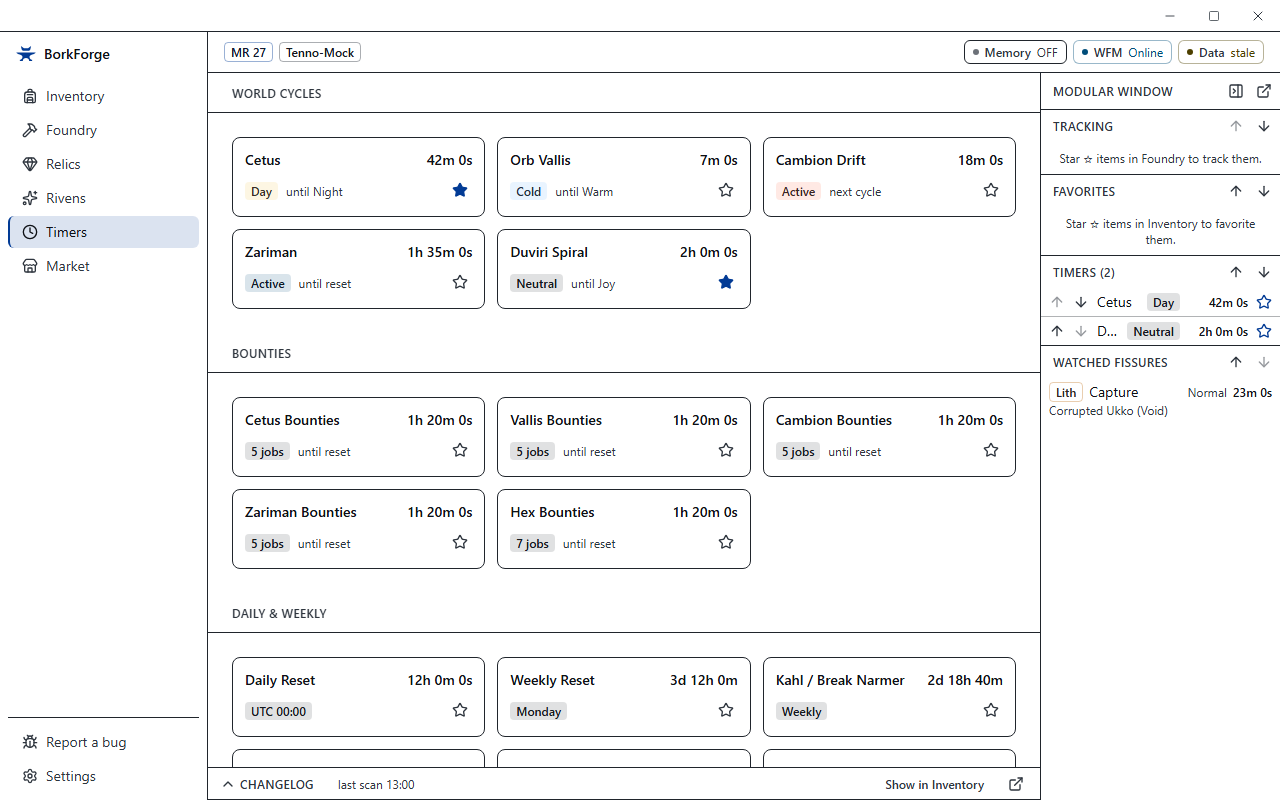 BorkForge
Inventory
Foundry
Relics
Rivens
Timers
Market
Report a bug
Settings
MR 27
Tenno-Mock
Memory OFF
WFM Online
Data stale
WORLD CYCLES
Cetus 42m 0s
Day until Night
Orb Vallis 7m 0s
Cold until Warm
Cambion Drift 18m 0s
Active next cycle
Zariman 1h 35m 0s
Active until reset
Duviri Spiral 2h 0m 0s
Neutral until Joy
BOUNTIES
Cetus Bounties 1h 20m 0s
5 jobs until reset
Vallis Bounties 1h 20m 0s
5 jobs until reset
Cambion Bounties 1h 20m 0s
5 jobs until reset
Zariman Bounties 1h 20m 0s
5 jobs until reset
Hex Bounties 1h 20m 0s
7 jobs until reset
DAILY & WEEKLY
Daily Reset 12h 0m 0s
UTC 00:00
Weekly Reset 3d 12h 0m
Monday
Kahl / Break Narmer 2d 18h 40m
Weekly
CHANGELOG last scan 13:00
Show in Inventory
MODULAR WINDOW
TRACKING
Star ☆ items in Foundry to track them.
FAVORITES
Star ☆ items in Inventory to favorite
them.
TIMERS (2)
Cetus Day 42m 0s
D... Neutral 2h 0m 0s
WATCHED FISSURES
Lith Capture Normal 23m 0s
Corrupted Ukko (Void)